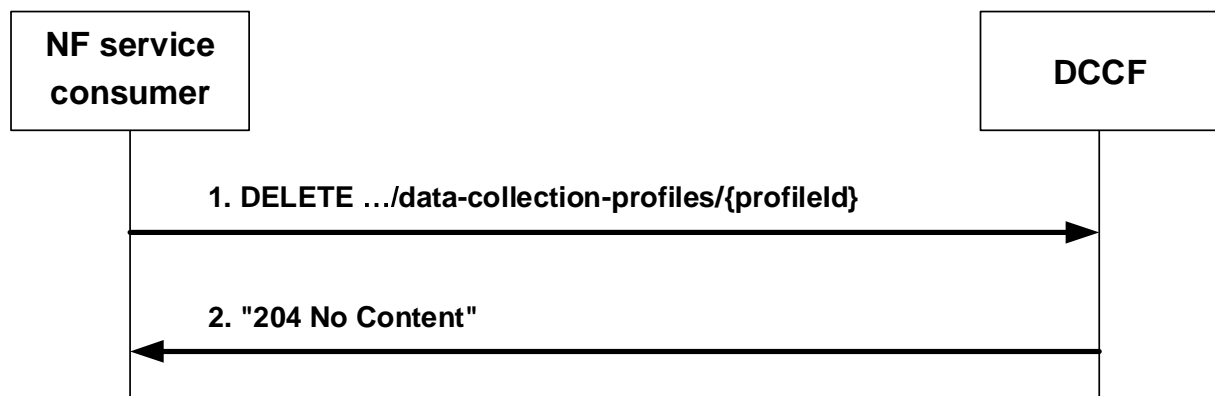 NF service
consumer
DCCF
1. DELETE …/data-collection-profiles/{profileId}
2. "204 No Content"